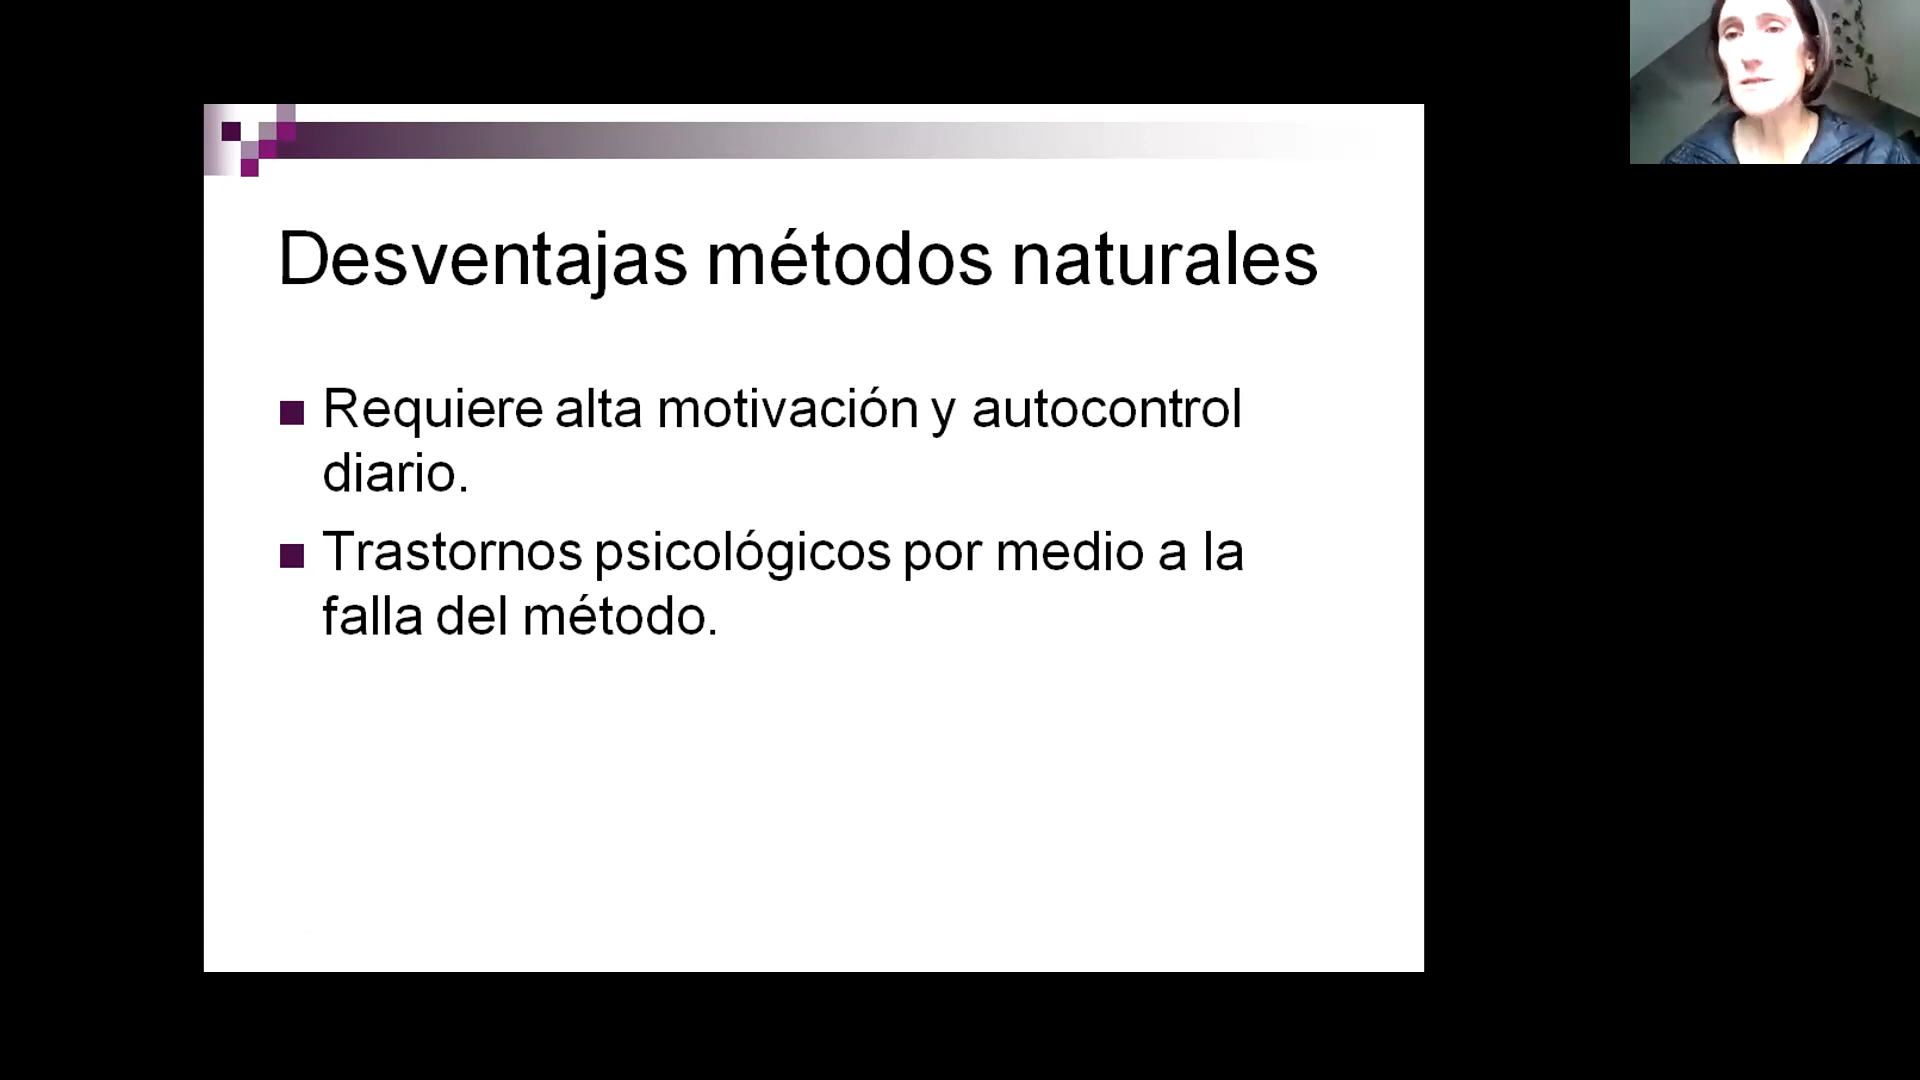 Desventajas métodos naturales
Requiere alta motivación y autocontrol
diario.
Trastornos psicológicos por medio a la
falla del método.